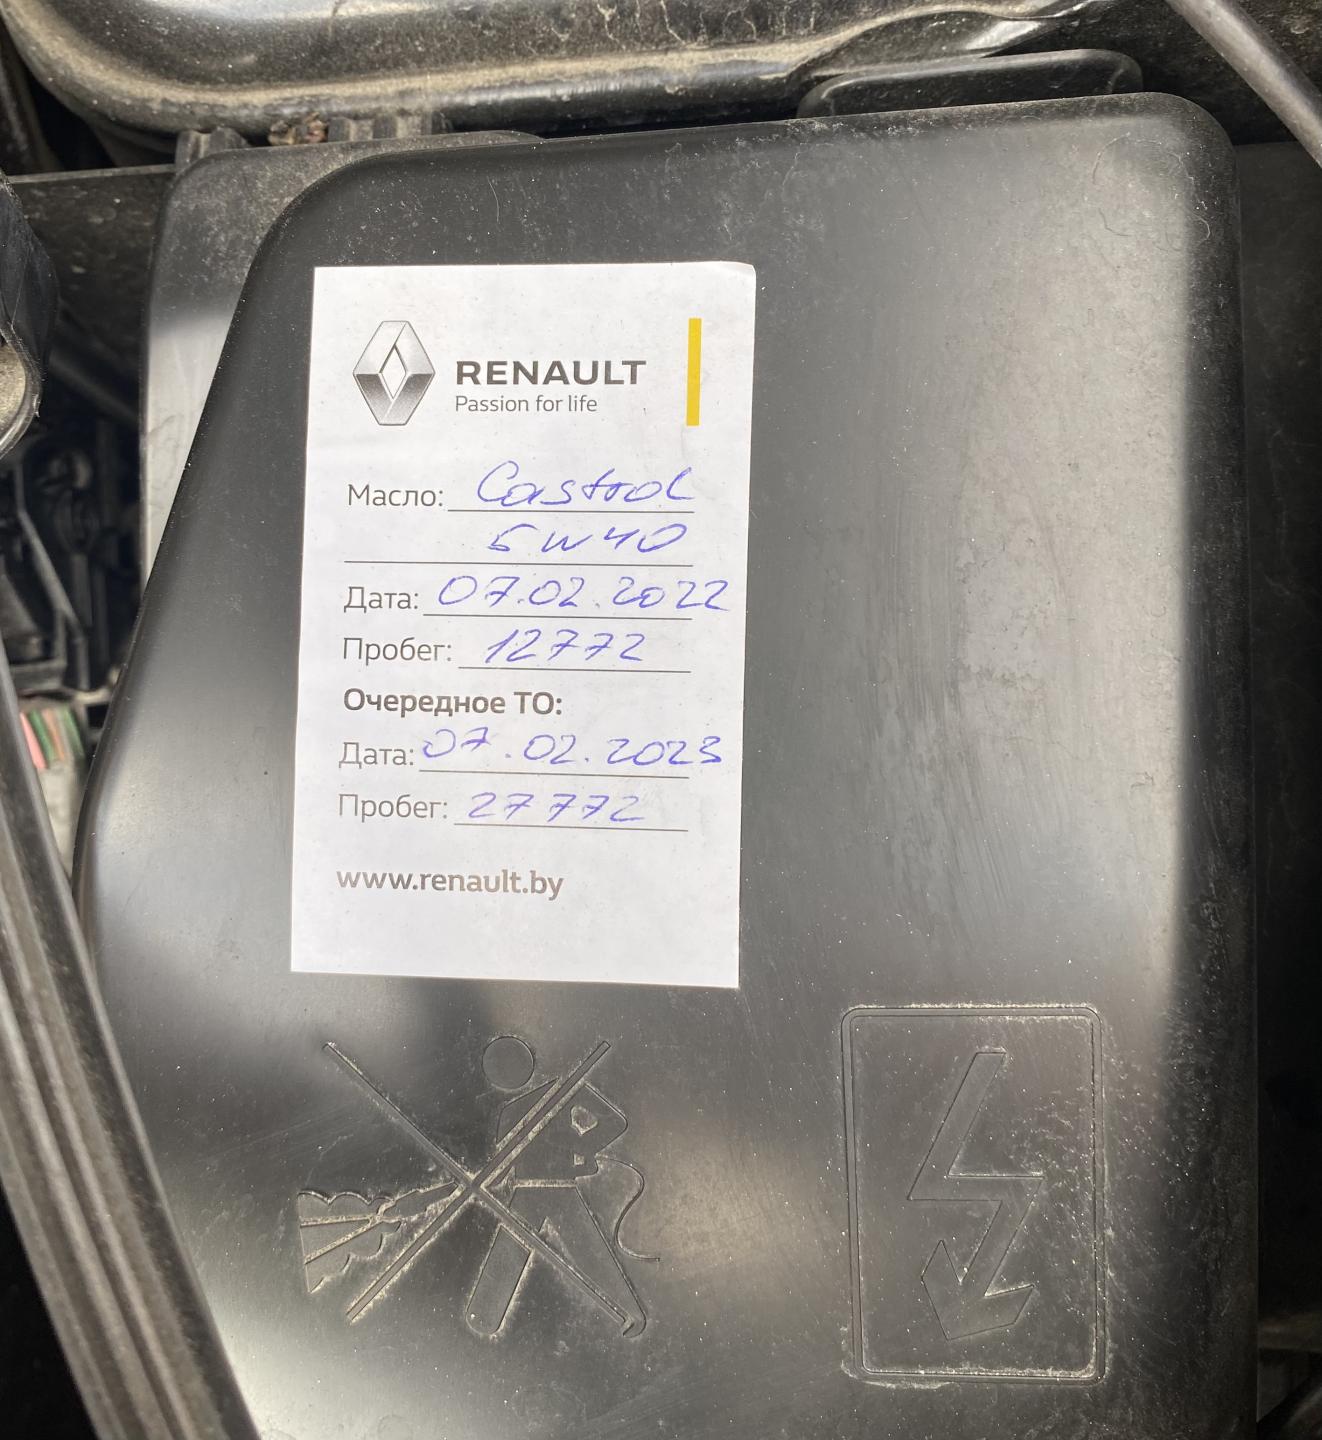 RENAULT
Passion for life
Масло: Castrol
5W40
Дата: 07.02.2022
Пробег: 12772
Очередное ТО:
Дата: 07.02.2023
Пробег: 27772
www.renault.by